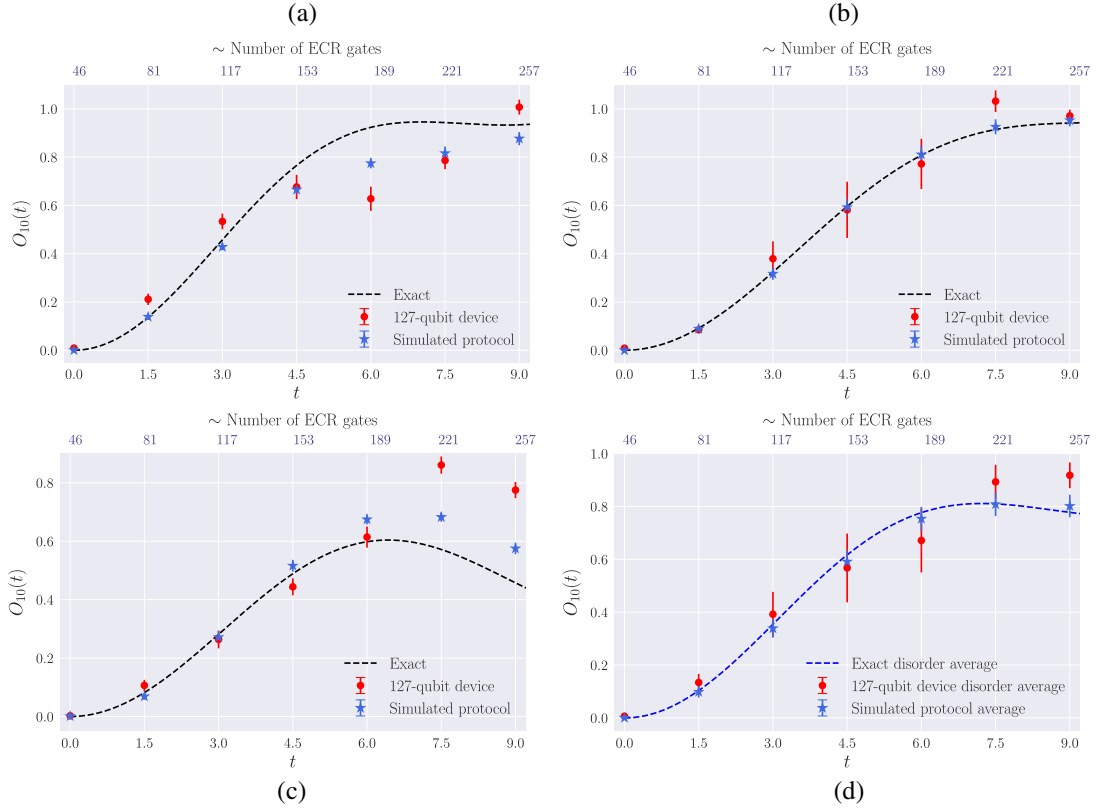 (a)
(b)
~ Number of ECR gates
46 81 117 153 189 221 257
1.0
0.8
0.6
0.4
0.2
0.0
O10(t)
Exact
127-qubit device
Simulated protocol
0.0 1.5 3.0 4.5 6.0 7.5 9.0
t
~ Number of ECR gates
46 81 117 153 189 221 257
1.0
0.8
0.6
0.4
0.2
0.0
O10(t)
Exact
127-qubit device
Simulated protocol
0.0 1.5 3.0 4.5 6.0 7.5 9.0
t
~ Number of ECR gates
46 81 117 153 189 221 257
0.8
0.6
0.4
0.2
0.0
O10(t)
Exact
127-qubit device
Simulated protocol
0.0 1.5 3.0 4.5 6.0 7.5 9.0
t
(c)
~ Number of ECR gates
46 81 117 153 189 221 257
1.0
0.8
0.6
0.4
0.2
0.0
O10(t)
Exact disorder average
127-qubit device disorder average
Simulated protocol average
0.0 1.5 3.0 4.5 6.0 7.5 9.0
t
(d)